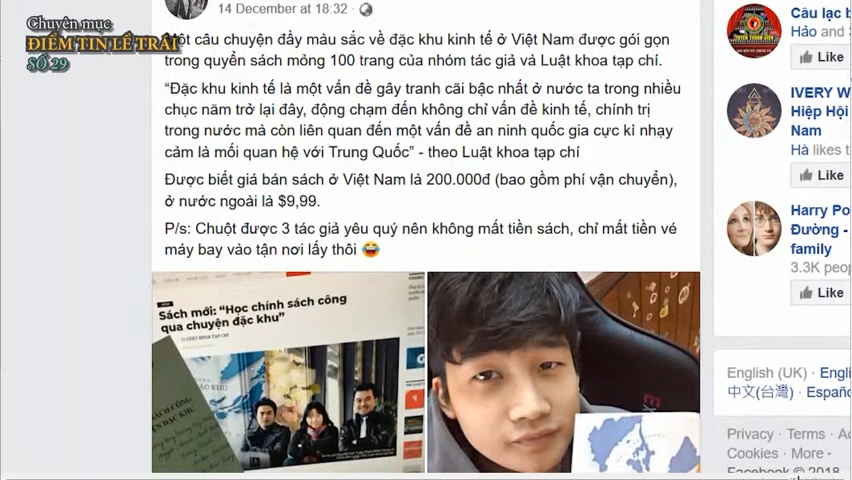 Chuyên mục
ĐIỂM TIN LỀ TRÁI
SỐ 29
14 December at 18:32 ·
Một câu chuyện đầy màu sắc về đặc khu kinh tế ở Việt Nam được gói gọn
trong quyển sách mỏng 100 trang của nhóm tác giả và Luật khoa tạp chí.
“Đặc khu kinh tế là một vấn đề gây tranh cãi bậc nhất ở nước ta trong nhiều
chục năm trở lại đây, động chạm đến không chỉ vấn đề kinh tế, chính trị
trong nước mà còn liên quan đến một vấn đề an ninh quốc gia cực kì nhạy
cảm là mối quan hệ với Trung Quốc” - theo Luật khoa tạp chí
Được biết giá bán sách ở Việt Nam là 200.000đ (bao gồm phí vận chuyển),
ở nước ngoài là $9,99.
P/s: Chuột được 3 tác giả yêu quý nên không mất tiền sách, chỉ mất tiền vé
máy bay vào tận nơi lấy thôi 😂
Sách mới: “Học chính sách công
qua chuyện đặc khu”
LUẬT KHOA TẠP CHÍ
Câu lạc b
Hảo and
Like
IVERY W
Hiệp Hội
Nam
Hà likes t
Like
Harry Po
Đường -
family
3.3K peop
Like
English (UK) · Engli
中文(台灣) · Españo
Privacy · Terms · A
Cookies · More
Facebook © 2018